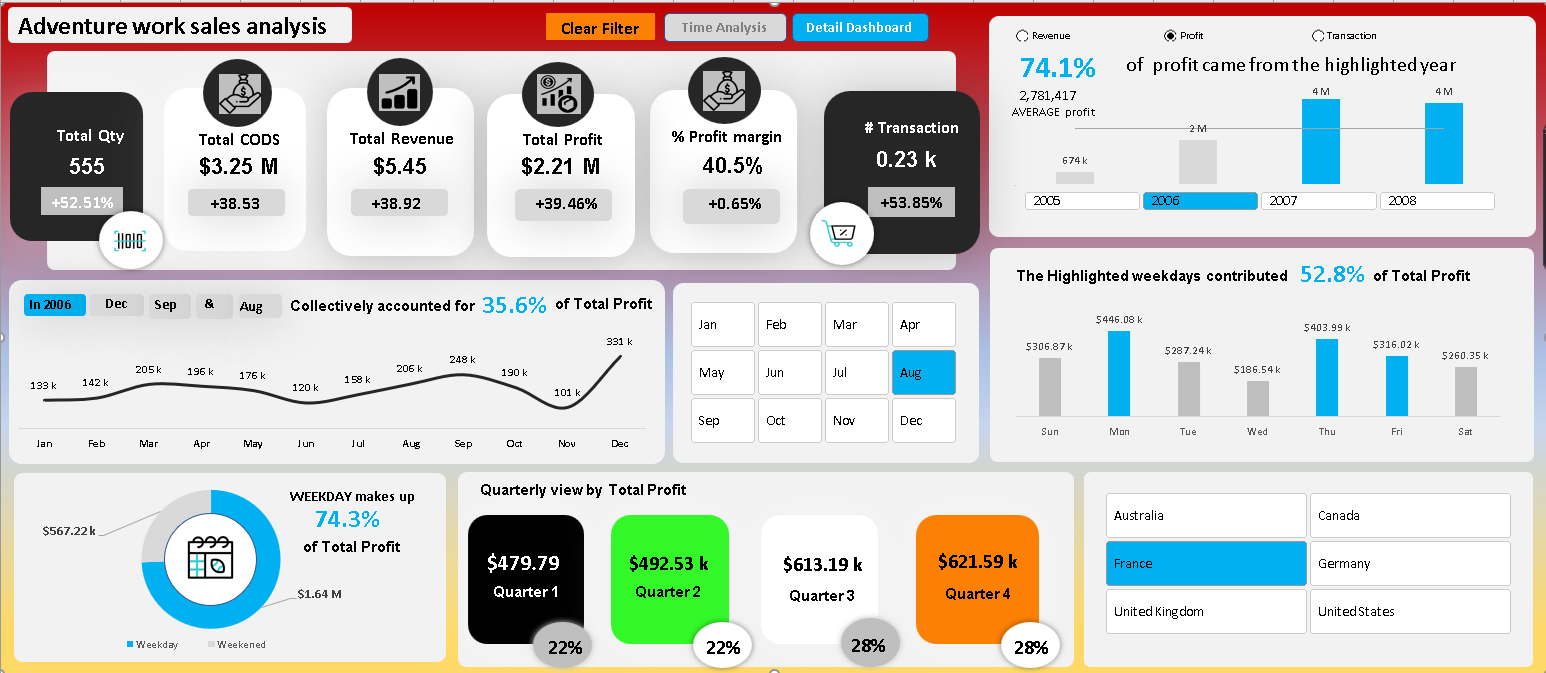 Adventure work sales analysis
Clear Filter
Time Analysis
Detail Dashboard
Total Qty
555
+52.51%
Total CODS
$3.25 M
+38.53
Total Revenue
$5.45
+38.92
Total Profit
$2.21 M
+39.46%
% Profit margin
40.5%
+0.65%
# Transaction
0.23 k
+53.85%
Revenue
Profit
Transaction
74.1% of profit came from the highlighted year
2,781,417
AVERAGE profit
674 k
2 M
4 M
4 M
2005
2006
2007
2008
In 2006 Dec Sep & Aug Collectively accounted for 35.6% of Total Profit
133 k
142 k
205 k
196 k
176 k
120 k
158 k
206 k
248 k
190 k
101 k
331 k
Jan Feb Mar Apr May Jun Jul Aug Sep Oct Nov Dec
Jan Feb Mar Apr
May Jun Jul Aug
Sep Oct Nov Dec
The Highlighted weekdays contributed 52.8% of Total Profit
$306.87 k
$446.08 k
$287.24 k
$186.54 k
$403.99 k
$316.02 k
$260.35 k
Sun Mon Tue Wed Thu Fri Sat
WEEKDAY makes up
74.3%
of Total Profit
$567.22 k
$1.64 M
Weekday Weekened
Quarterly view by Total Profit
$479.79
Quarter 1
22%
$492.53 k
Quarter 2
22%
$613.19 k
Quarter 3
28%
$621.59 k
Quarter 4
28%
Australia
Canada
France
Germany
United Kingdom
United States